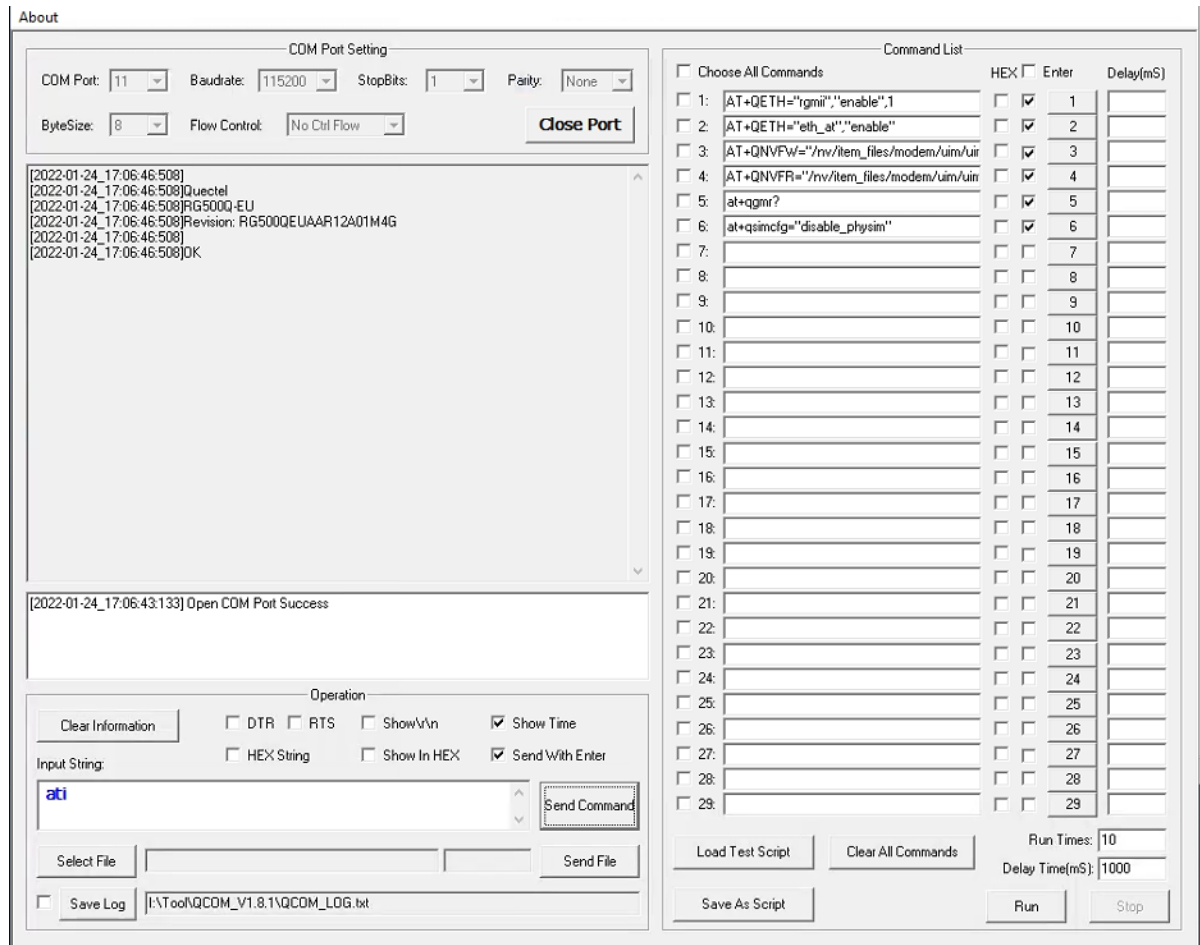 About
COM Port Setting
COM Port: 11 Baudrate: 115200 StopBits: 1 Parity: None
ByteSize: 8 Flow Control: No Ctrl Flow Close Port
[2022-01-24_17:06:46:508]
[2022-01-24_17:06:46:508]Quectel
[2022-01-24_17:06:46:508]RG500Q-EU
[2022-01-24_17:06:46:508]Revision: RG500QEUAAR12A01M4G
[2022-01-24_17:06:46:508]
[2022-01-24_17:06:46:508]OK
[2022-01-24_17:06:43:133] Open COM Port Success
Operation
Clear Information DTR RTS Show\r\n Show Time
HEX String Show In HEX Send With Enter
Input String:
ati
Send Command
Select File Send File
Save Log I:\Tool\QCOM_V1.8.1\QCOM_LOG.txt
Command List
Choose All Commands HEX Enter Delay(mS)
1: AT+QETH="rgmii","enable",1 1
2: AT+QETH="eth_at","enable" 2
3: AT+QNVFW="/nv/item_files/modem/uim/uir 3
4: AT+QNVFR="/nv/item_files/modem/uim/uim 4
5: at+qgmr? 5
6: at+qsimcfg="disable_physim" 6
7: 7
8: 8
9: 9
10: 10
11: 11
12: 12
13: 13
14: 14
15: 15
16: 16
17: 17
18: 18
19: 19
20: 20
21: 21
22: 22
23: 23
24: 24
25: 25
26: 26
27: 27
28: 28
29: 29
Load Test Script Clear All Commands Run Times: 10
Delay Time(mS): 1000
Save As Script Run Stop